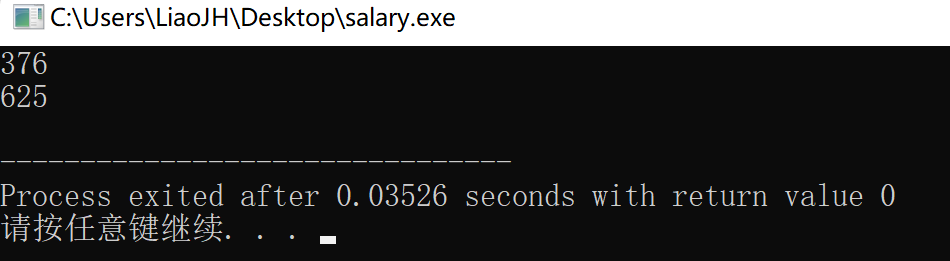 C:\Users\LiaoJH\Desktop\salary.exe
376
625
--------------------------------
Process exited after 0.03526 seconds with return value 0
请按任意键继续. . .